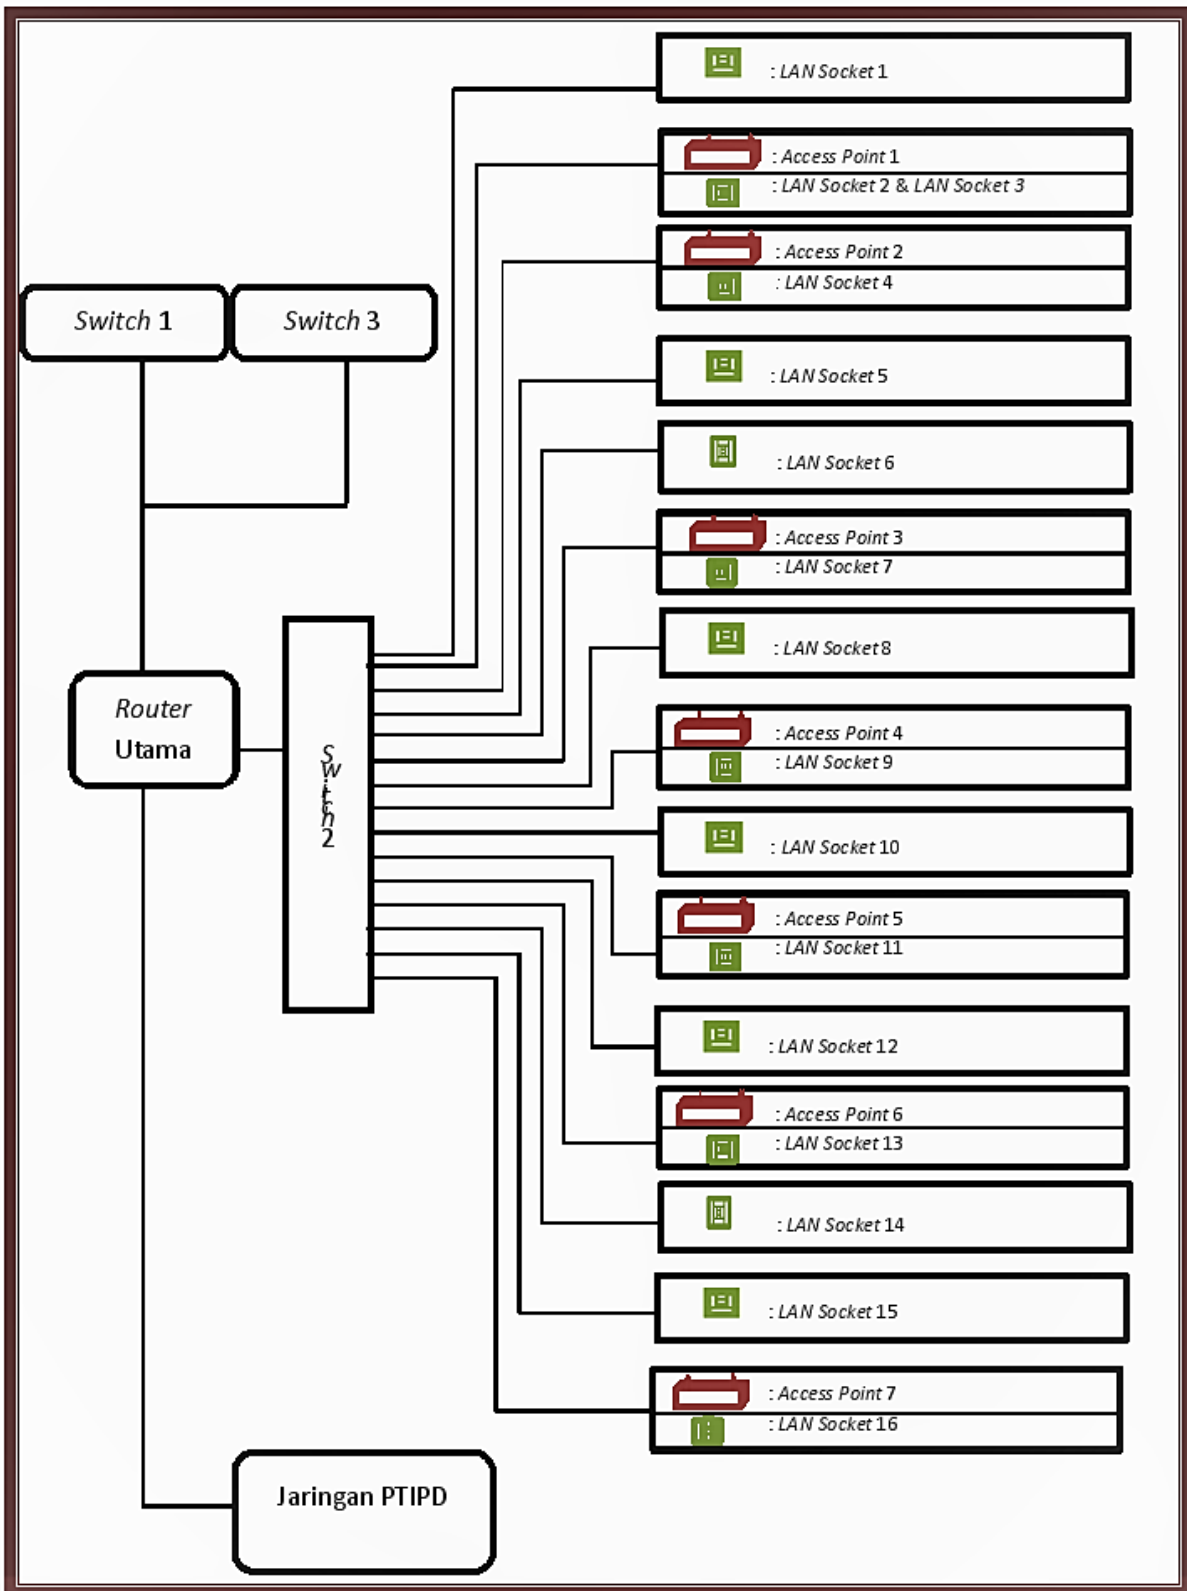 : LAN Socket 1
: Access Point 1
: LAN Socket 2 & LAN Socket 3
: Access Point 2
: LAN Socket 4
Switch 1
Switch 3
: LAN Socket 5
: LAN Socket 6
: Access Point 3
: LAN Socket 7
: LAN Socket 8
Router
Utama
Switch 2
: Access Point 4
: LAN Socket 9
: LAN Socket 10
: Access Point 5
: LAN Socket 11
: LAN Socket 12
: Access Point 6
: LAN Socket 13
: LAN Socket 14
: LAN Socket 15
: Access Point 7
: LAN Socket 16
Jaringan PTIPD